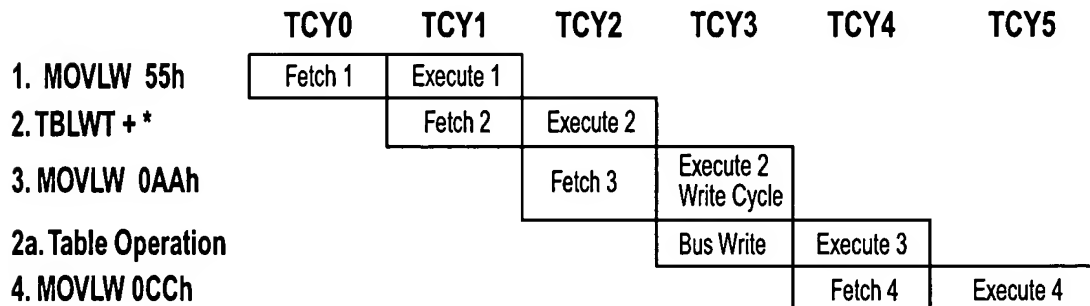 TCY0 TCY1 TCY2 TCY3 TCY4 TCY5
1. MOVLW 55h Fetch 1 Execute 1
2. TBLWT + * Fetch 2 Execute 2
3. MOVLW 0AAh Fetch 3 Execute 2 Write Cycle
2a. Table Operation Bus Write Execute 3
4. MOVLW 0CCh Fetch 4 Execute 4